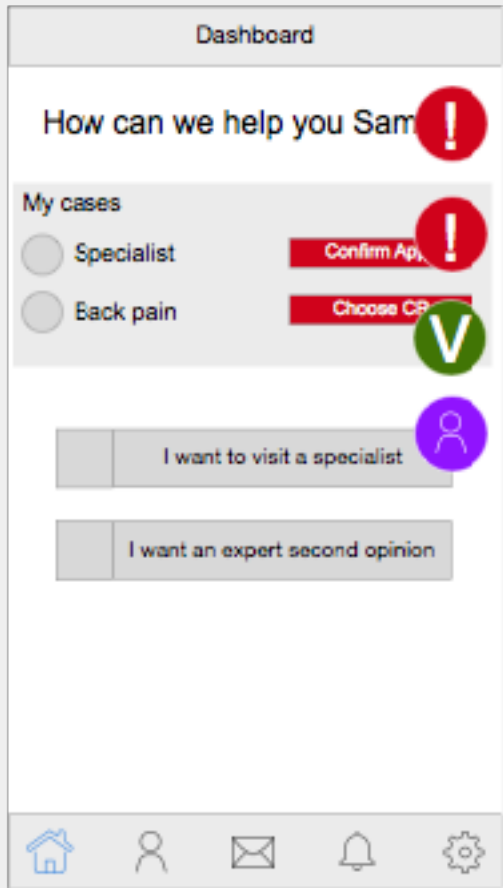 Dashboard
How can we help you Sam
!
My cases
!
Specialist
Confirm App
Back pain
Choose CR
V
I want to visit a specialist
I want an expert second opinion